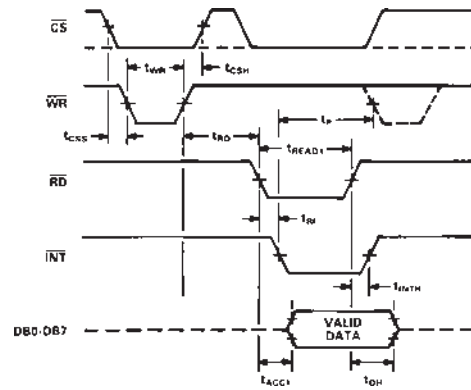 CS
tWR
tCSH
WR
tP
tCSS
tRD
tREAD1
RD
tRI
INT
tINTH
DB0-DB7
VALID
DATA
tACC1
tDH